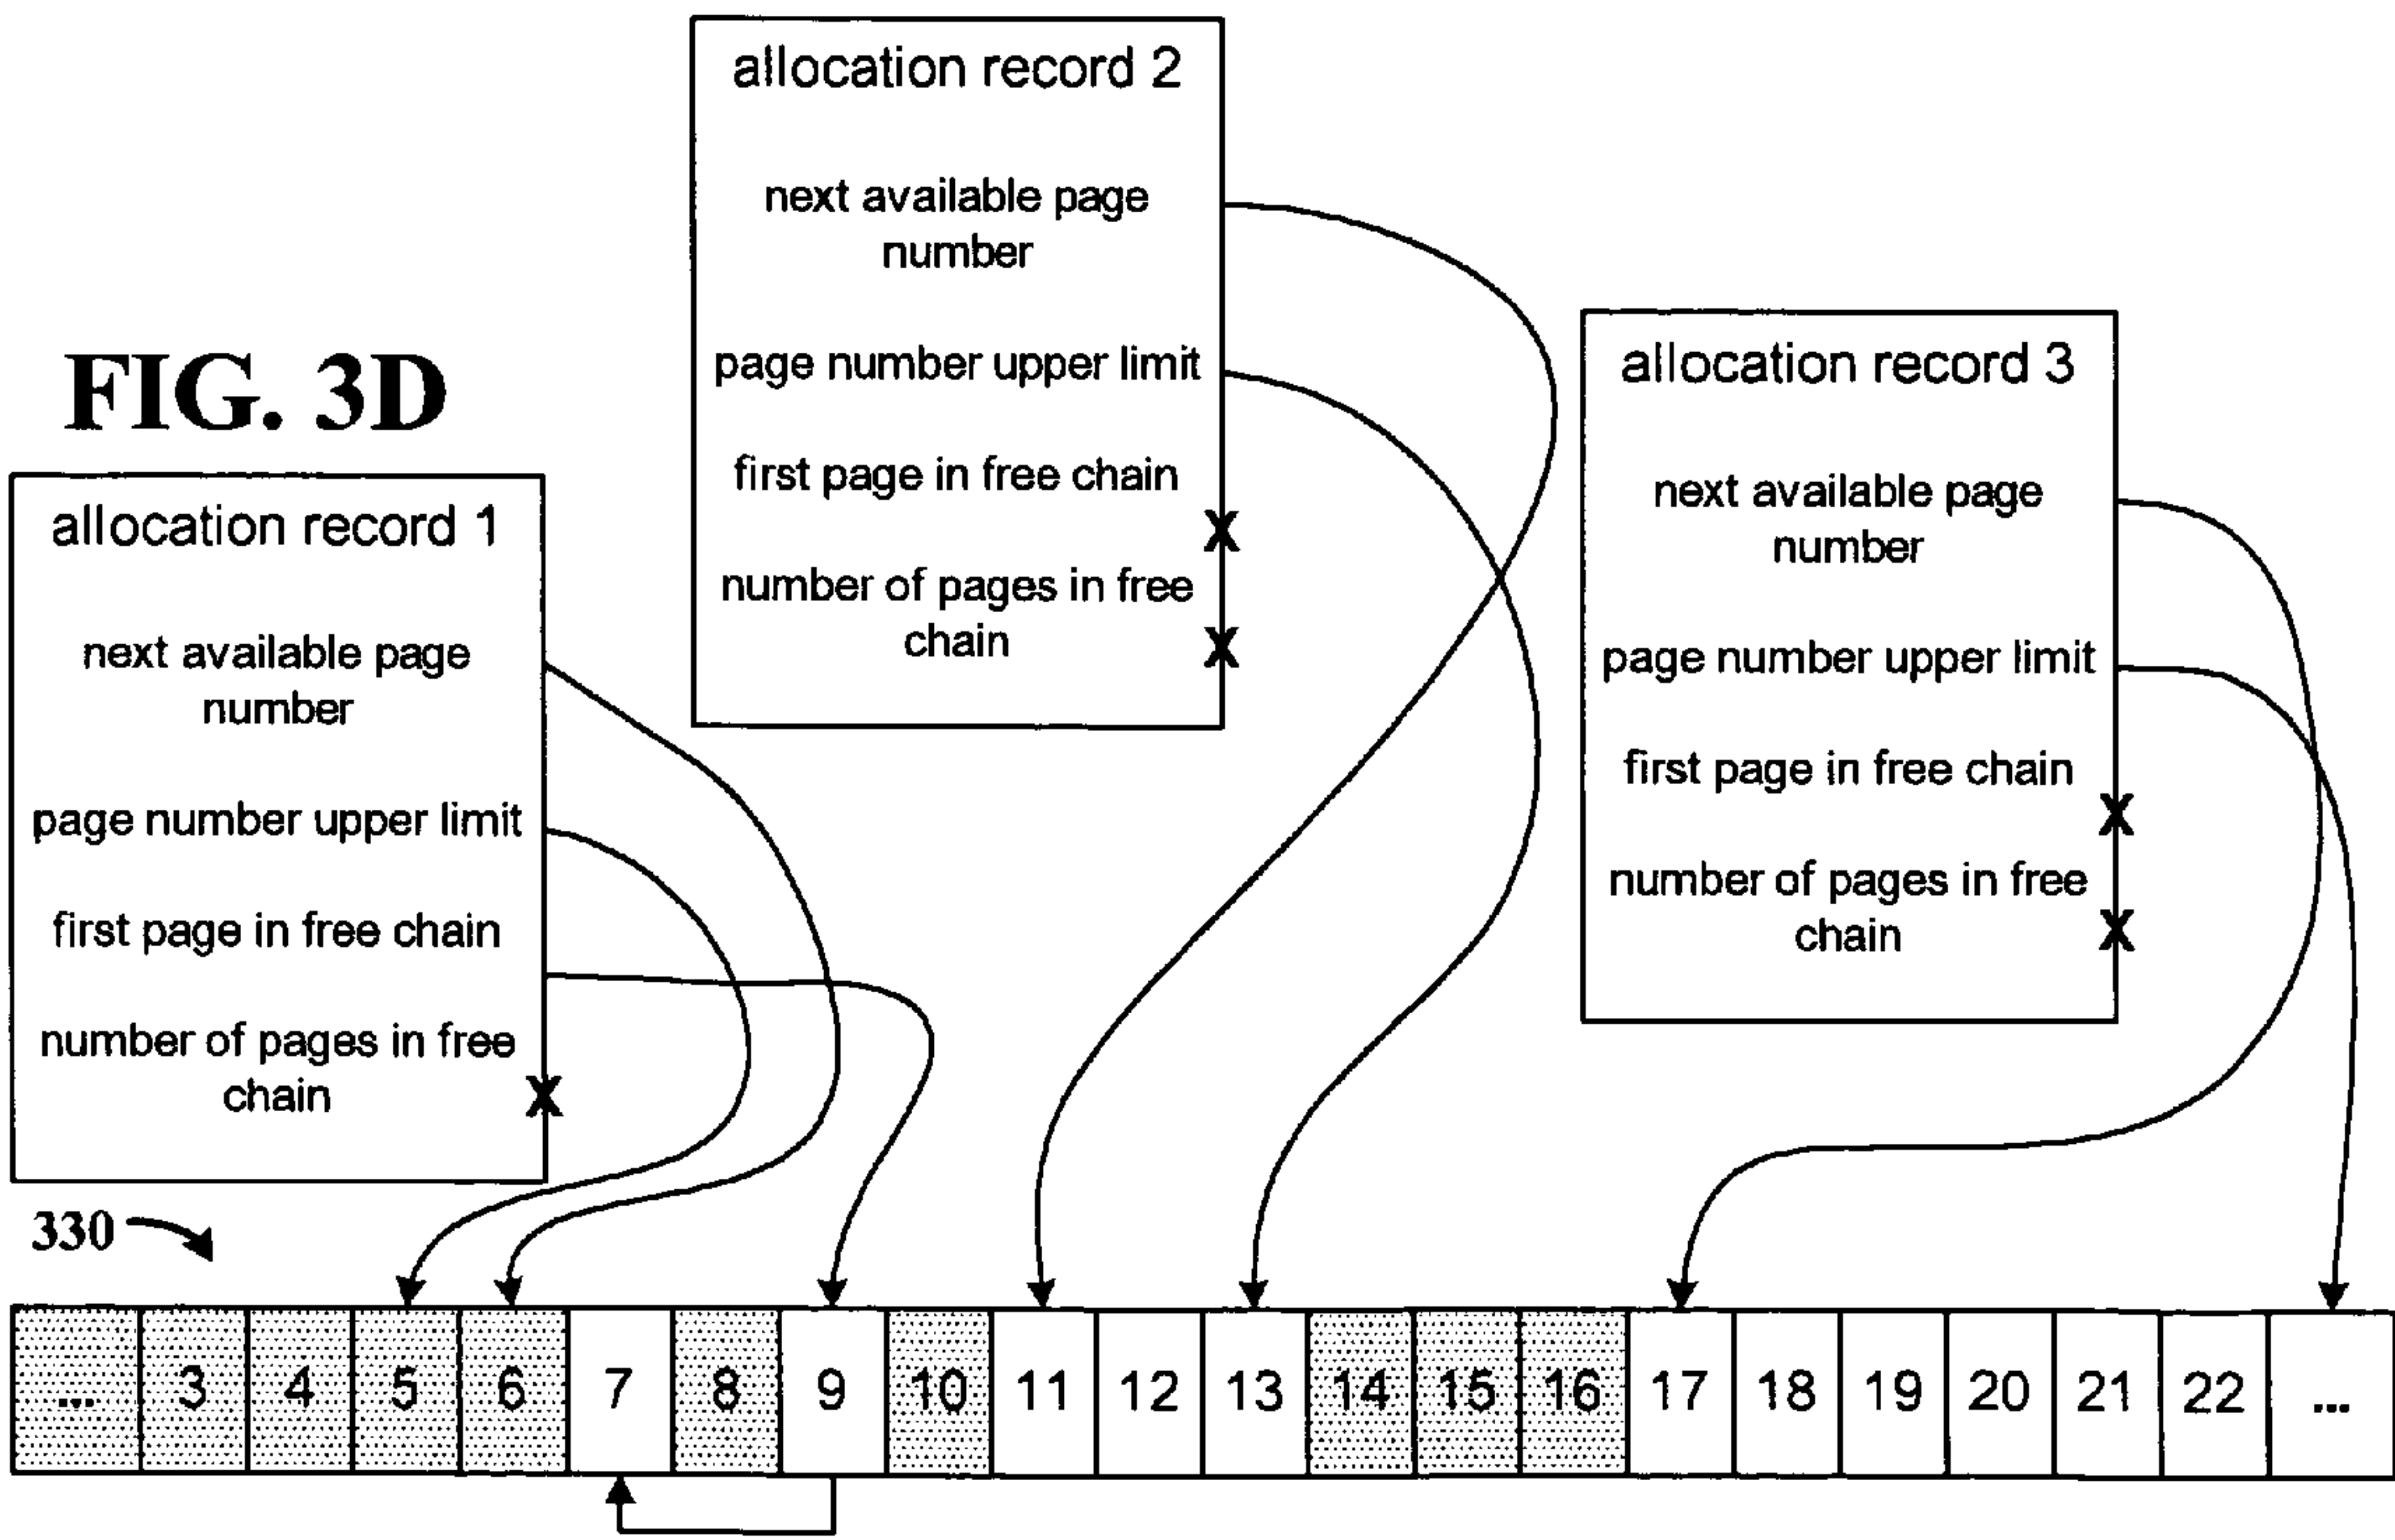 FIG. 3D
allocation record 1
next available page
number
page number upper limit
first page in free chain
number of pages in free
chain
X
allocation record 2
next available page
number
page number upper limit
first page in free chain
X
number of pages in free
chain
X
allocation record 3
next available page
number
page number upper limit
first page in free chain
X
number of pages in free
chain
X
330
... 3 4 5 6 7 8 9 10 11 12 13 14 15 16 17 18 19 20 21 22 ...